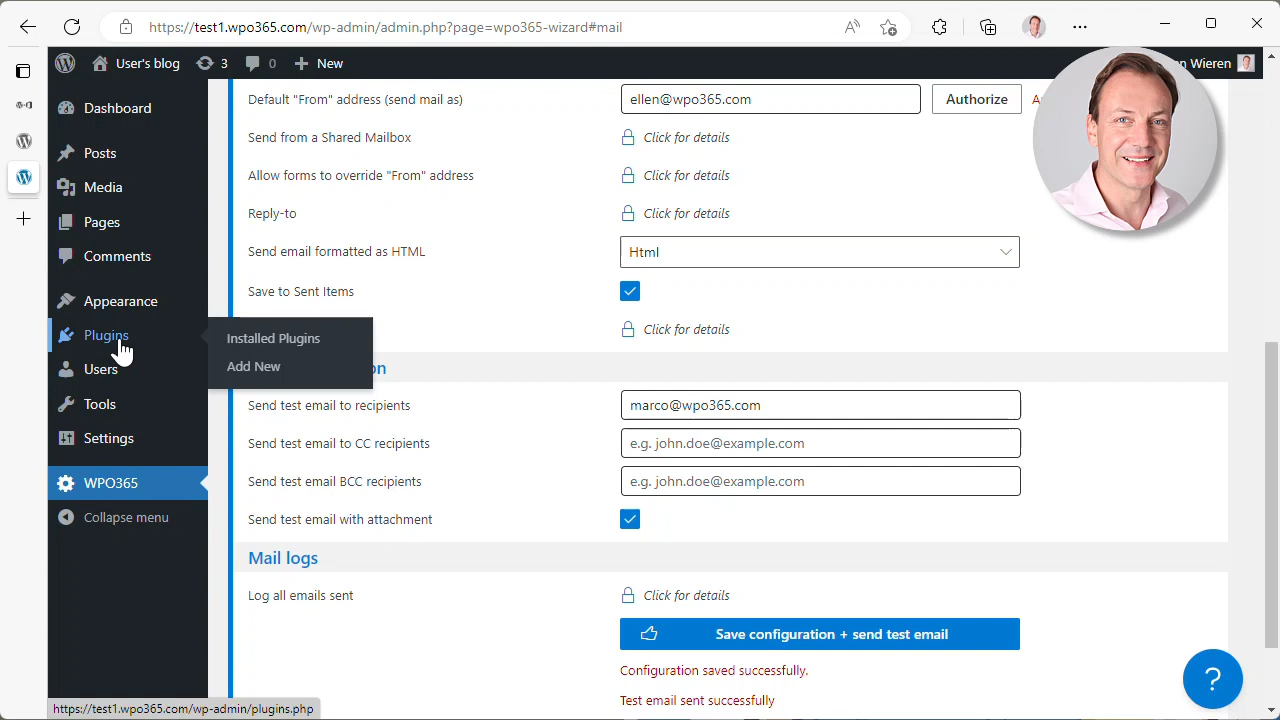 https://test1.wpo365.com/wp-admin/admin.php?page=wpo365-wizard#mail
User's blog 3 0 New
n Wieren
Dashboard
Posts
Media
Pages
Comments
Appearance
Plugins
Users
Tools
Settings
WPO365
Collapse menu
Installed Plugins
Add New
Default "From" address (send mail as) ellen@wpo365.com Authorize
Send from a Shared Mailbox Click for details
Allow forms to override "From" address Click for details
Reply-to Click for details
Send email formatted as HTML Html
Save to Sent Items
Click for details
on
Send test email to recipients marco@wpo365.com
Send test email to CC recipients e.g. john.doe@example.com
Send test email BCC recipients e.g. john.doe@example.com
Send test email with attachment
Mail logs
Log all emails sent Click for details
Save configuration + send test email
Configuration saved successfully.
Test email sent successfully
?
https://test1.wpo365.com/wp-admin/plugins.php